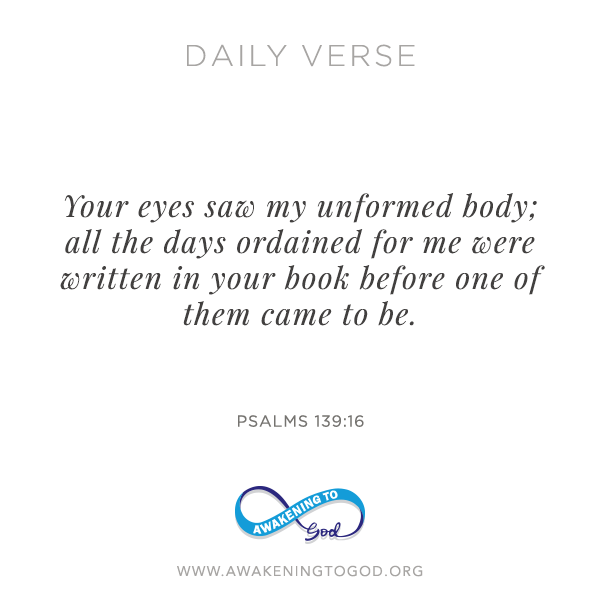 DAILY VERSE
Your eyes saw my unformed body;
all the days ordained for me were
written in your book before one of
them came to be.
PSALMS 139:16
AWAKENING TO
God
WWW.AWAKENINGTOGOD.ORG